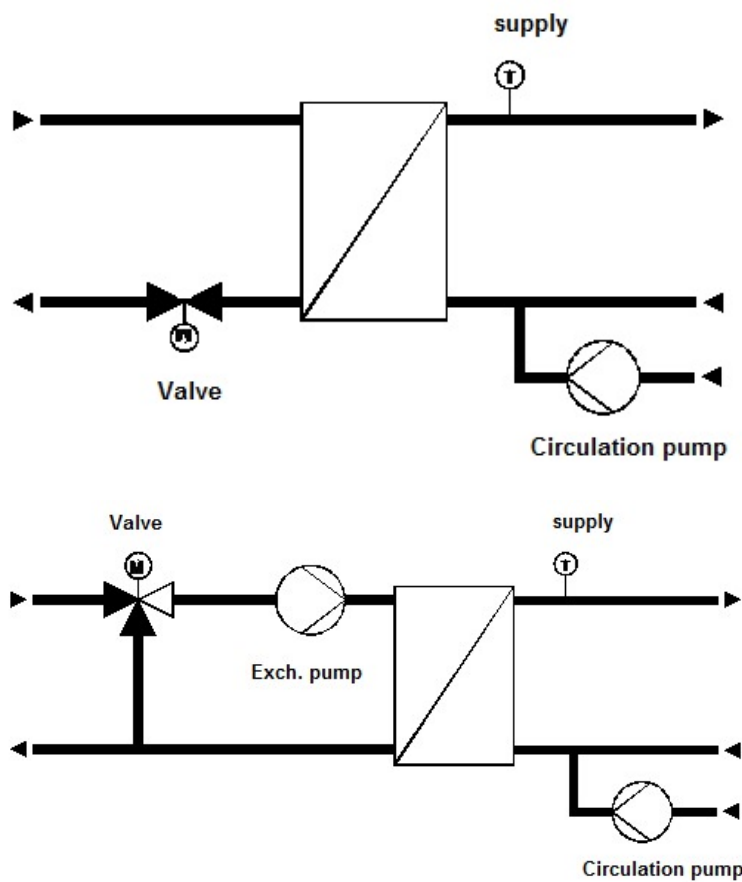 supply
T
M
Valve
Circulation pump
Valve
supply
M
T
Exch. pump
Circulation pump